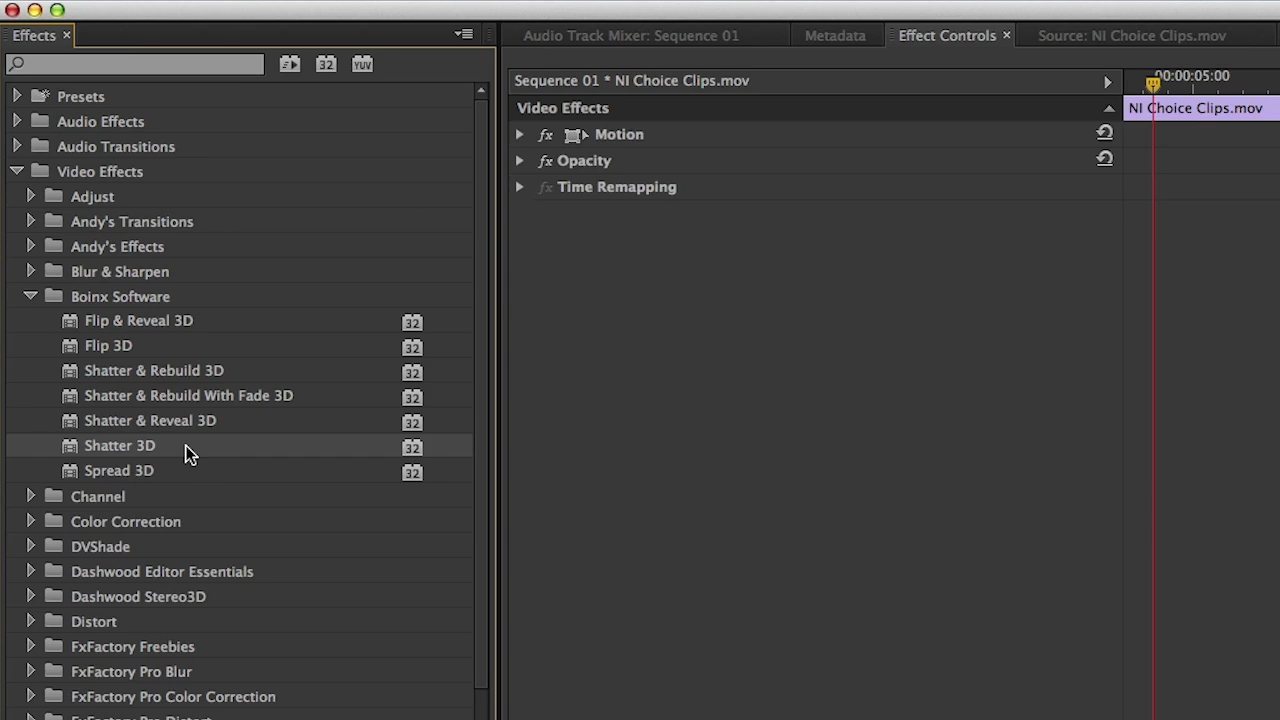 Effects ×
Audio Track Mixer: Sequence 01
Metadata
Effect Controls ×
Source: NI Choice Clips.mov
32
YUV
Sequence 01 * NI Choice Clips.mov
00:00:05:00
Presets
Video Effects
NI Choice Clips.mov
Audio Effects
fx Motion
Audio Transitions
fx Opacity
Video Effects
fx Time Remapping
Adjust
Andy's Transitions
Andy's Effects
Blur & Sharpen
Boinx Software
Flip & Reveal 3D 32
Flip 3D 32
Shatter & Rebuild 3D 32
Shatter & Rebuild With Fade 3D 32
Shatter & Reveal 3D 32
Shatter 3D 32
Spread 3D 32
Channel
Color Correction
DVShade
Dashwood Editor Essentials
Dashwood Stereo3D
Distort
FxFactory Freebies
FxFactory Pro Blur
FxFactory Pro Color Correction
FxFactory Pro Distort